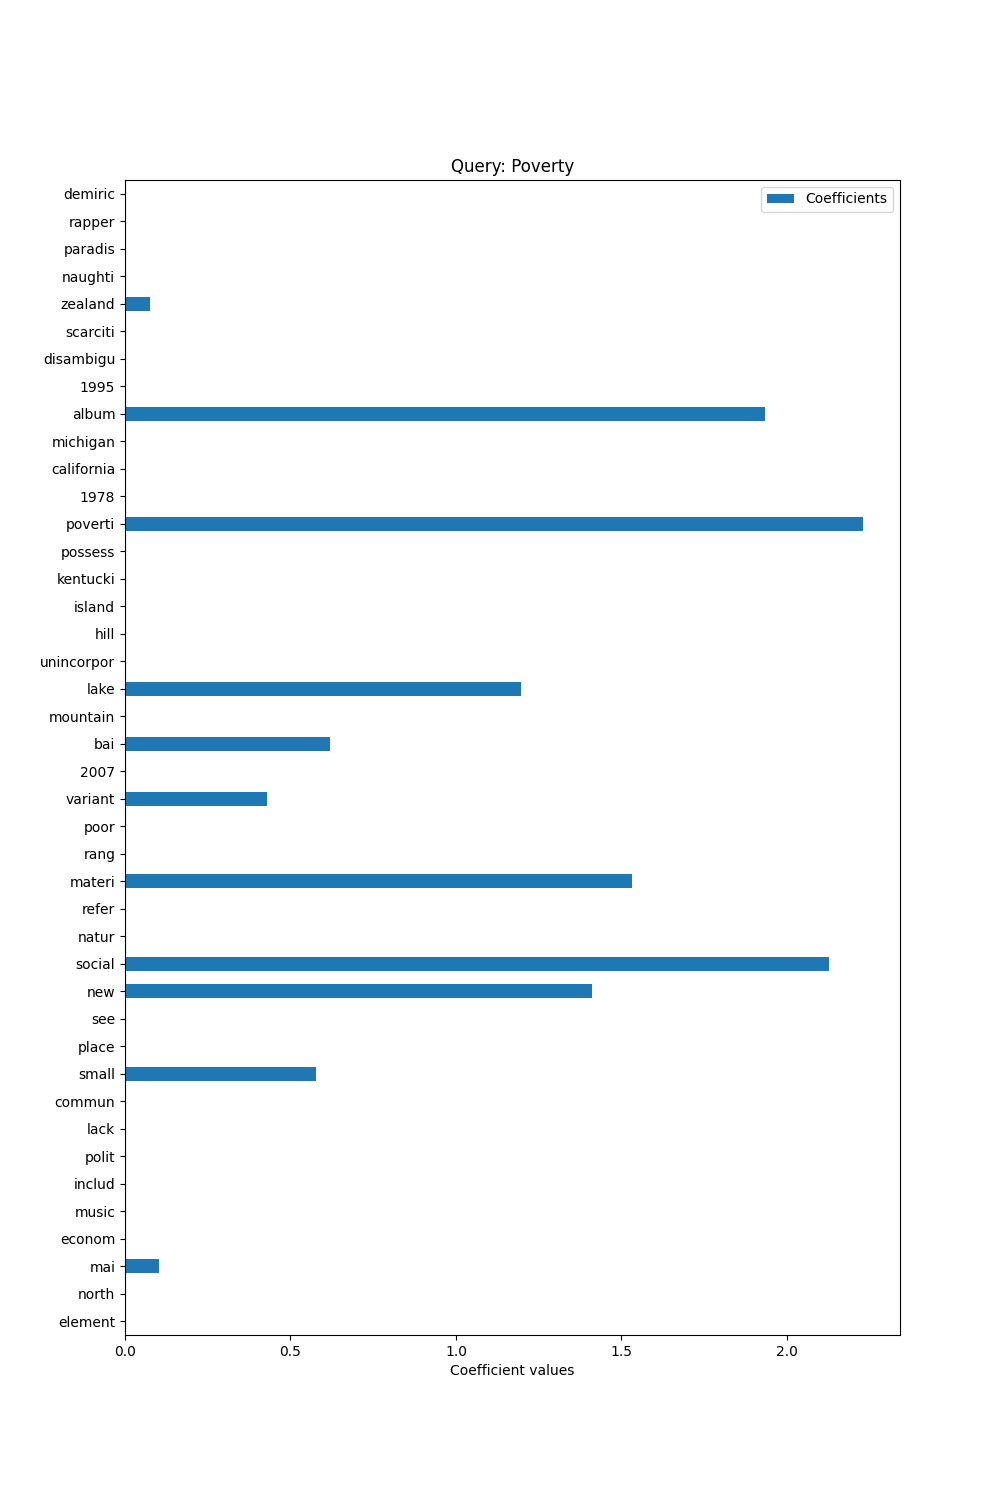 Query: Poverty
demiric
rapper
paradis
naughti
zealand
scarciti
disambigu
1995
album
michigan
california
1978
poverti
possess
kentucki
island
hill
unincorpor
lake
mountain
bai
2007
variant
poor
rang
materi
refer
natur
social
new
see
place
small
commun
lack
polit
includ
music
econom
mai
north
element
Coefficients
0.0 0.5 1.0 1.5 2.0
Coefficient values